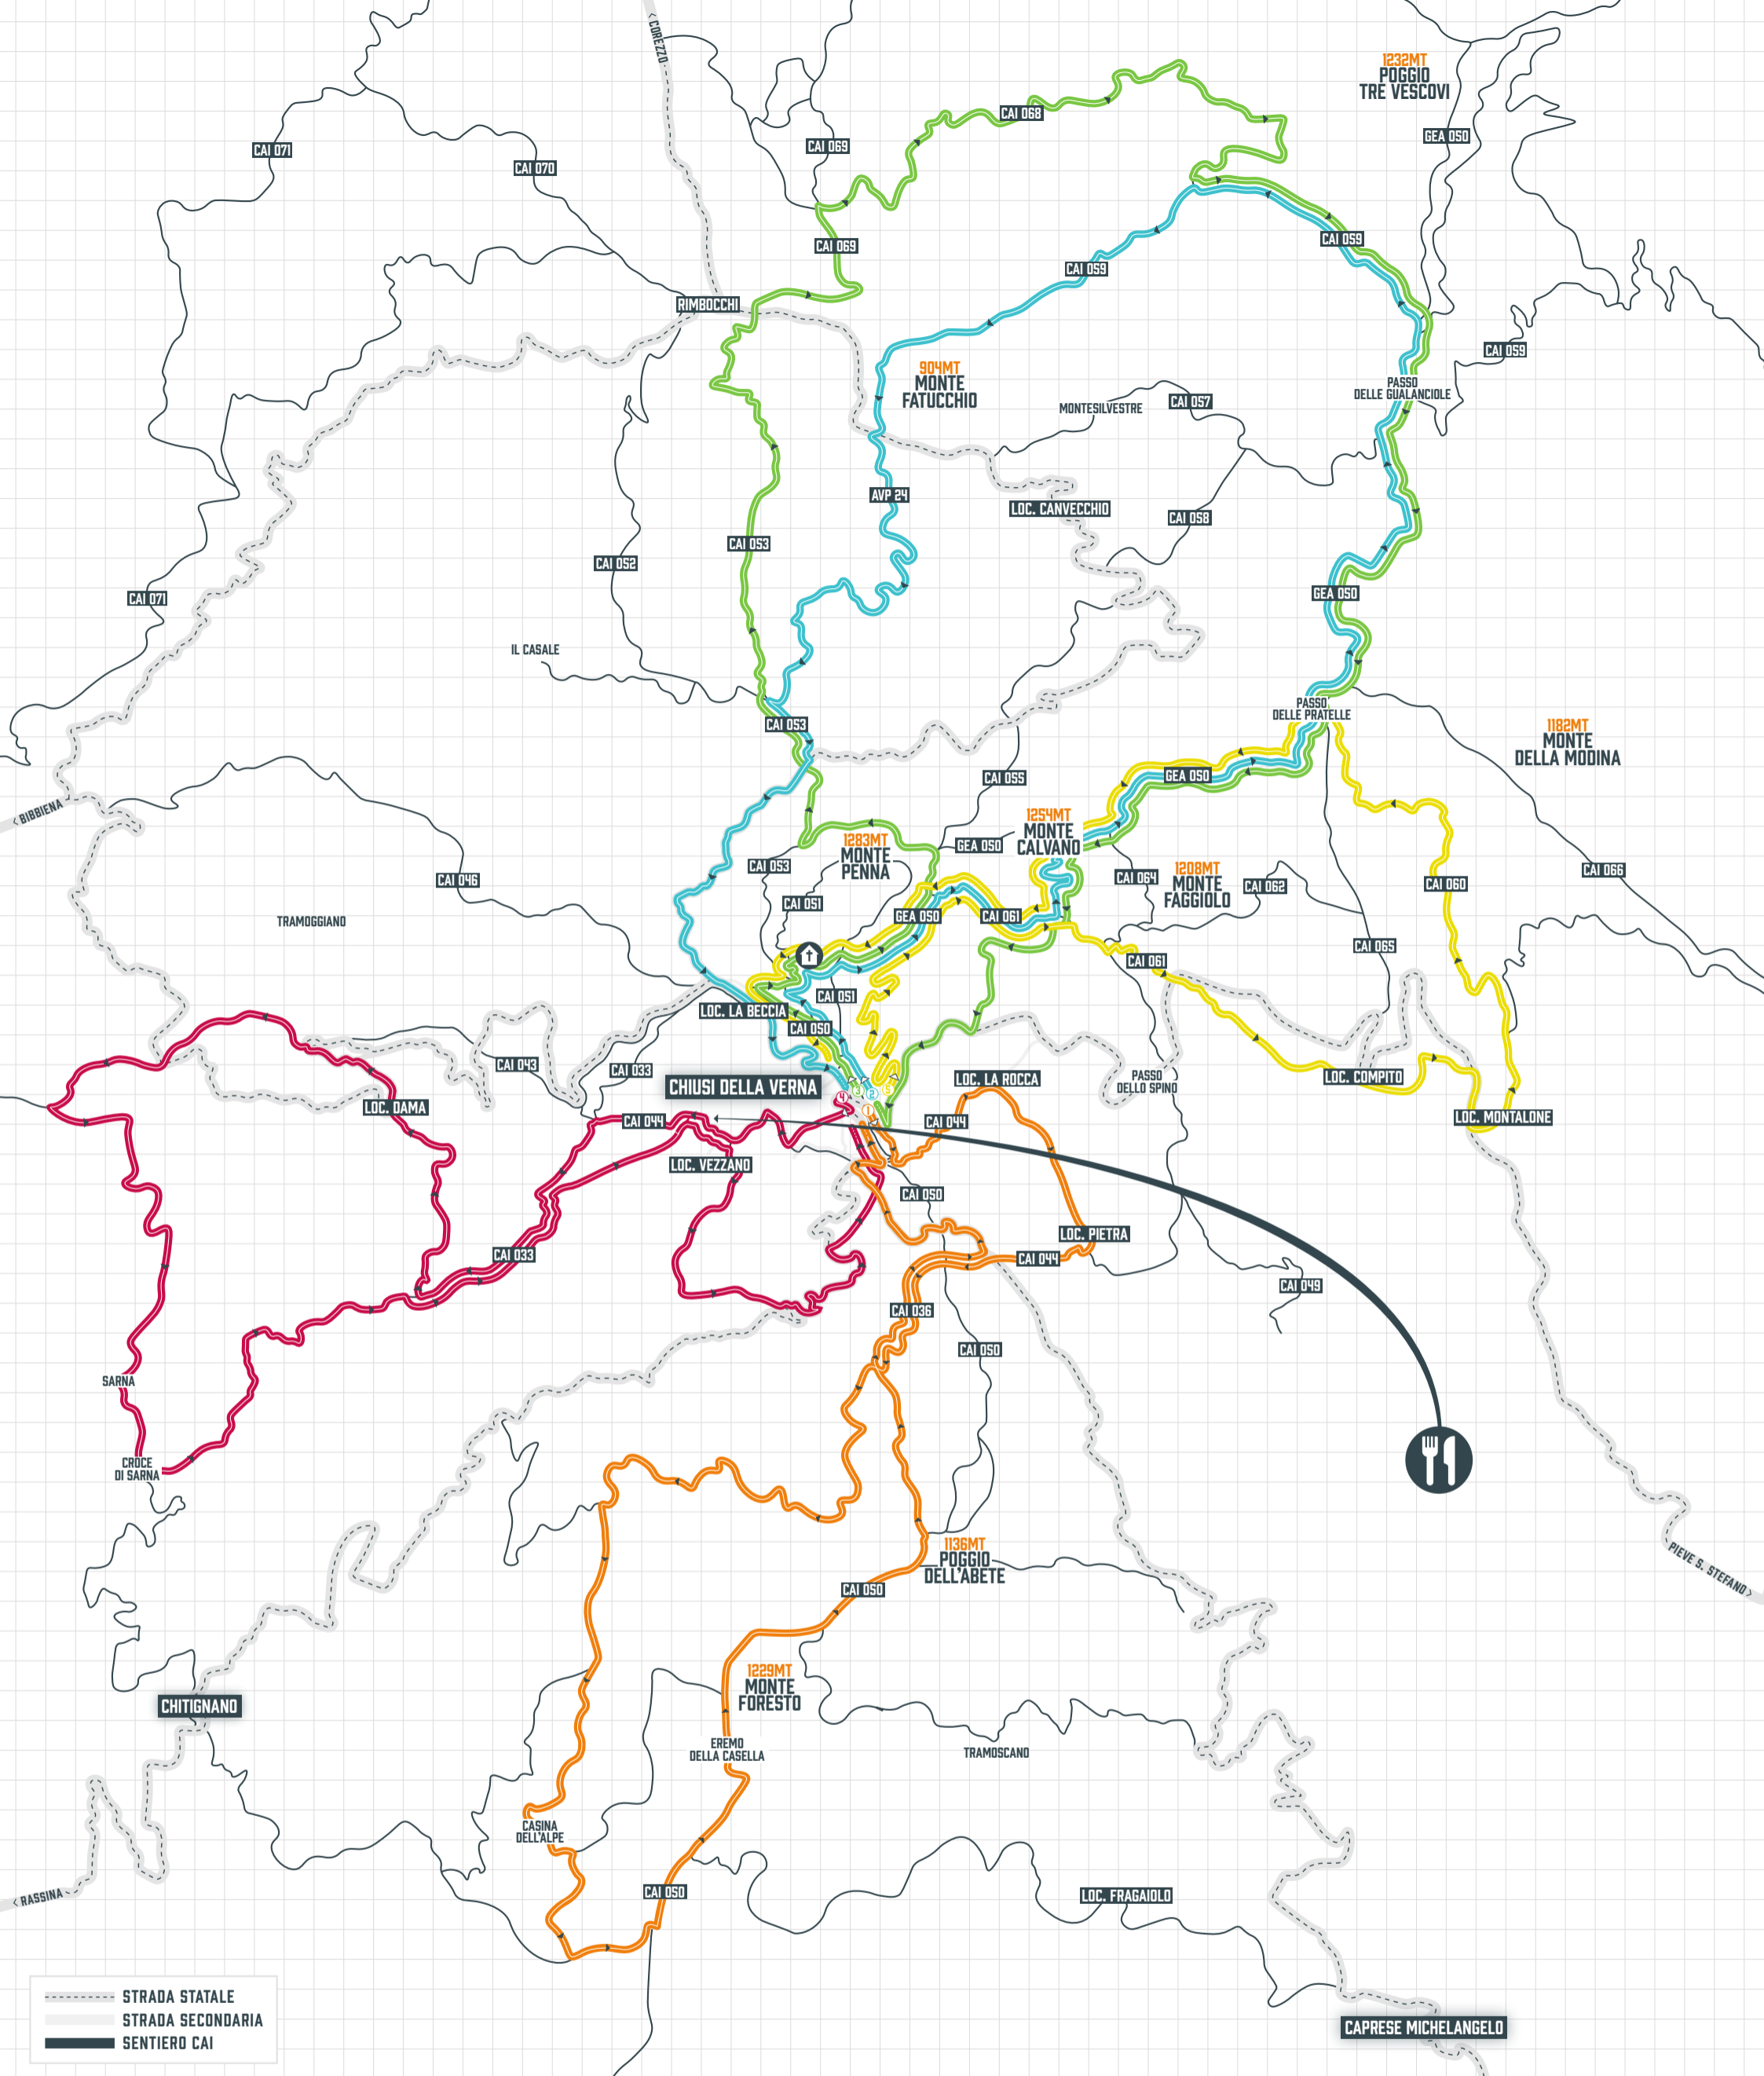 < COREZZO
1232MT
POGGIO
TRE VESCOVI
CAI 068
GEA 050
CAI 071
CAI 069
CAI 070
CAI 069
CAI 059
CAI 059
RIMBOCCHI
CAI 059
904MT
MONTE
FATUCCHIO
PASSO
DELLE GUALANCIOLE
MONTESILVESTRE
CAI 057
AVP 24
LOC. CANVECCHIO
CAI 058
CAI 053
CAI 052
GEA 050
CAI 071
IL CASALE
PASSO
DELLE PRATELLE
CAI 053
1182MT
MONTE
DELLA MODINA
GEA 050
CAI 055
< BIBBIENA
1254MT
MONTE
CALVANO
1283MT
MONTE
PENNA
GEA 050
CAI 053
CAI 046
CAI 064
1208MT
MONTE
FAGGIOLO
CAI 062
CAI 060
CAI 066
CAI 051
GEA 050
CAI 061
TRAMOGGIANO
CAI 065
CAI 061
CAI 051
LOC. LA BECCIA
CAI 050
CAI 043
CAI 033
CHIUSI DELLA VERNA
LOC. LA ROCCA
PASSO
DELLO SPINO
LOC. COMPITO
4
3
2
5
1
LOC. DAMA
CAI 044
CAI 044
LOC. MONTALONE
LOC. VEZZANO
CAI 050
LOC. PIETRA
CAI 033
CAI 044
CAI 049
CAI 036
CAI 050
SARNA
CROCE
DI SARNA
1136MT
POGGIO
DELL'ABETE
PIEVE S. STEFANO >
CAI 050
1229MT
MONTE
FORESTO
CHITIGNANO
EREMO
DELLA CASELLA
TRAMOSCANO
CASINA
DELL'ALPE
CAI 050
LOC. FRAGAIOLO
< RASSINA
STRADA STATALE
STRADA SECONDARIA
SENTIERO CAI
CAPRESE MICHELANGELO